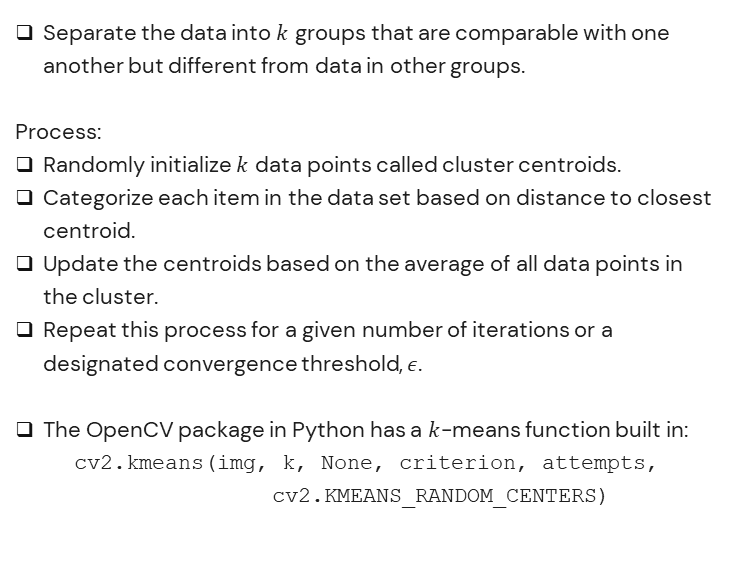 ❑ Separate the data into k groups that are comparable with one
another but different from data in other groups.
Process:
❑ Randomly initialize k data points called cluster centroids.
❑ Categorize each item in the data set based on distance to closest
centroid.
❑ Update the centroids based on the average of all data points in
the cluster.
❑ Repeat this process for a given number of iterations or a
designated convergence threshold, ϵ.
❑ The OpenCV package in Python has a k-means function built in:
cv2.kmeans(img, k, None, criterion, attempts,
cv2.KMEANS_RANDOM_CENTERS)